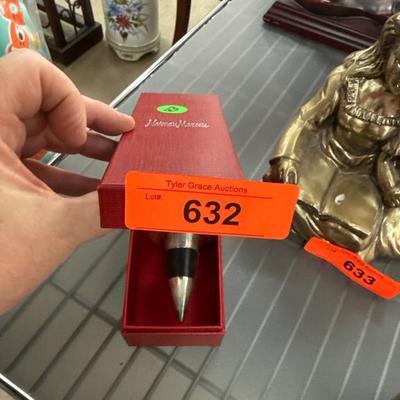 Neiman Marcus
Tyler Grace Auctions
Lot#:
632
633